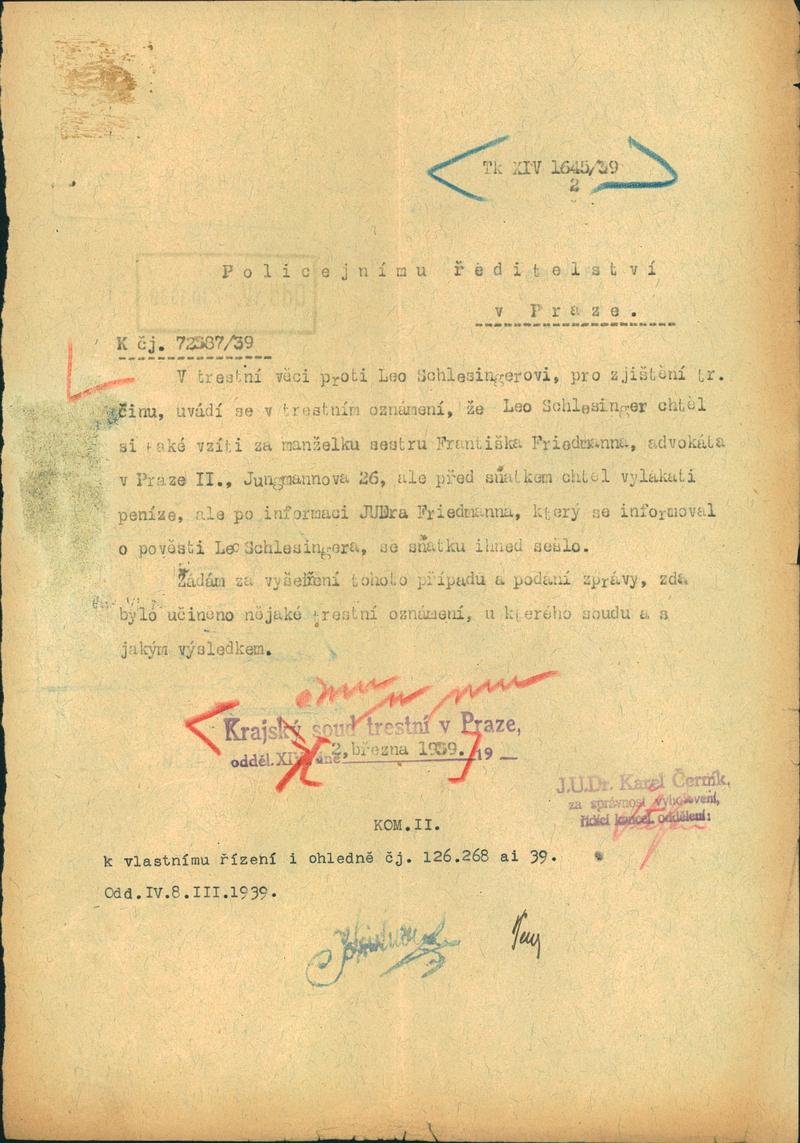 Tk XIV 1645/39
2
Policejnímu ředitelství
v Praze.
K čj. 72587/39
V trestní věci proti Leo Schlesingerovi, pro zjištění tr.
činu, uvádí se v trestním oznámení, že Leo Schlesinger chtěl
si také vzíti za manželku sestru Františka Friedmanna, advokáta
v Praze II., Jungmannova 26, ale před sňatkem chtěl vylákati
peníze, ale po informaci JUDra Friedmanna, který se informoval
o pověsti Leo Schlesingera, se sňatku ihned sešlo.
Žádám za vyšetření tohoto případu a podání zprávy, zda
bylo učiněno nějaké trestní oznámení, u kterého soudu a s
jakým výsledkem.
Krajský soud trestní v Praze,
odděl. XIV. dne 2. března 1939. 19
J.U.Dr. Karel Černík,
za správnost vyhotovení,
řídící kancel. oddělení:
KOM.II.
k vlastnímu řízení i ohledně čj. 126.268 ai 39.
Odd.IV.8.III.1939.